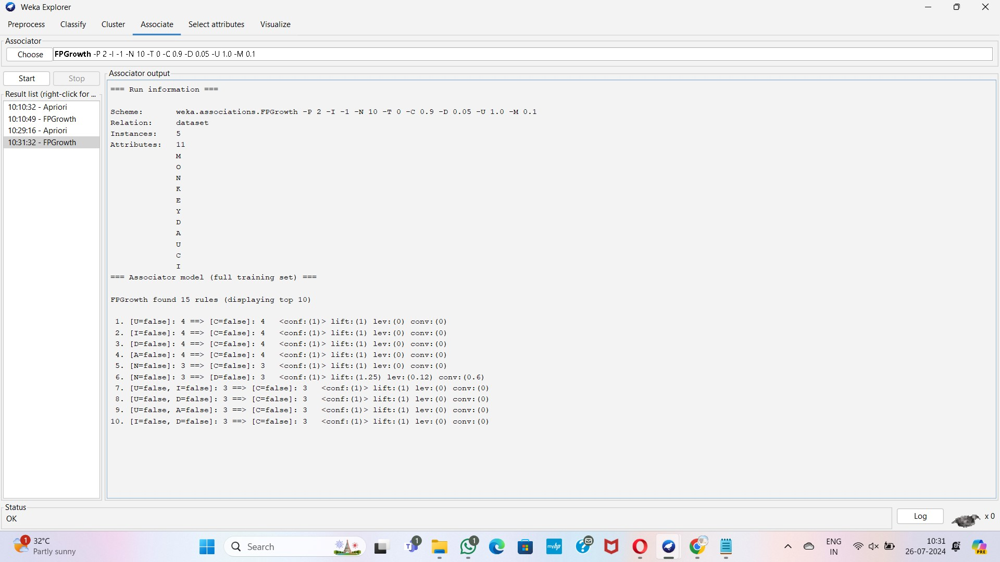 Weka Explorer
Preprocess Classify Cluster Associate Select attributes Visualize
Associator
Choose FPGrowth -P 2 -I -1 -N 10 -T 0 -C 0.9 -D 0.05 -U 1.0 -M 0.1
Start Stop
Result list (right-click for ...
10:10:32 - Apriori
10:10:49 - FPGrowth
10:29:16 - Apriori
10:31:32 - FPGrowth
Associator output
=== Run information ===
Scheme: weka.associations.FPGrowth -P 2 -I -1 -N 10 -T 0 -C 0.9 -D 0.05 -U 1.0 -M 0.1
Relation: dataset
Instances: 5
Attributes: 11
M
O
N
K
E
Y
D
A
U
C
I
=== Associator model (full training set) ===
FPGrowth found 15 rules (displaying top 10)
1. [U=false]: 4 ==> [C=false]: 4 <conf:(1)> lift:(1) lev:(0) conv:(0)
2. [I=false]: 4 ==> [C=false]: 4 <conf:(1)> lift:(1) lev:(0) conv:(0)
3. [D=false]: 4 ==> [C=false]: 4 <conf:(1)> lift:(1) lev:(0) conv:(0)
4. [A=false]: 4 ==> [C=false]: 4 <conf:(1)> lift:(1) lev:(0) conv:(0)
5. [N=false]: 3 ==> [C=false]: 3 <conf:(1)> lift:(1) lev:(0) conv:(0)
6. [N=false]: 3 ==> [D=false]: 3 <conf:(1)> lift:(1.25) lev:(0.12) conv:(0.6)
7. [U=false, I=false]: 3 ==> [C=false]: 3 <conf:(1)> lift:(1) lev:(0) conv:(0)
8. [U=false, D=false]: 3 ==> [C=false]: 3 <conf:(1)> lift:(1) lev:(0) conv:(0)
9. [U=false, A=false]: 3 ==> [C=false]: 3 <conf:(1)> lift:(1) lev:(0) conv:(0)
10. [I=false, D=false]: 3 ==> [C=false]: 3 <conf:(1)> lift:(1) lev:(0) conv:(0)
Status
OK
Log x 0
1 32°C
Partly sunny
Search
T 1
1
myhp
?
ENG
IN
10:31
26-07-2024
PRE